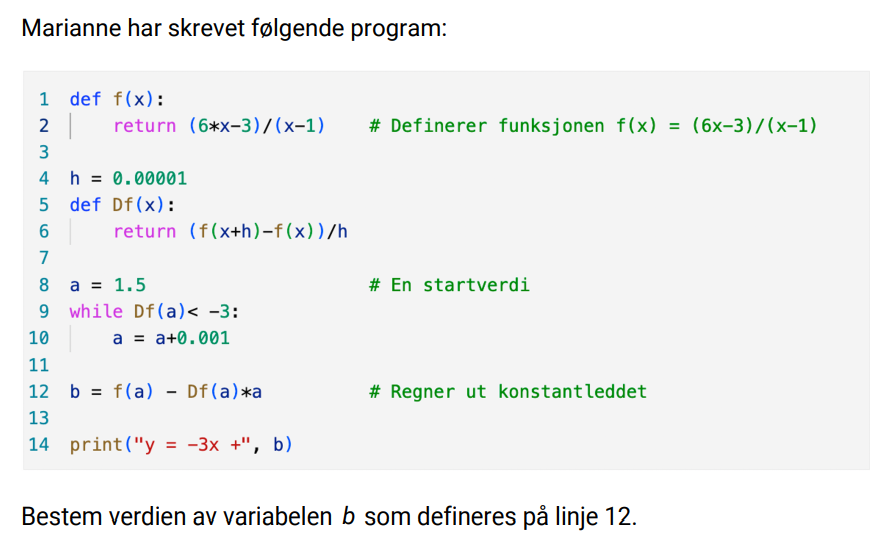 Marianne har skrevet følgende program:
1 def f(x):
2     return (6*x-3)/(x-1)    # Definerer funksjonen f(x) = (6x-3)/(x-1)
3
4 h = 0.00001
5 def Df(x):
6     return (f(x+h)-f(x))/h
7
8 a = 1.5    # En startverdi
9 while Df(a)< -3:
10     a = a+0.001
11
12 b = f(a) - Df(a)*a    # Regner ut konstantleddet
13
14 print("y = -3x +", b)
Bestem verdien av variabelen b som defineres på linje 12.